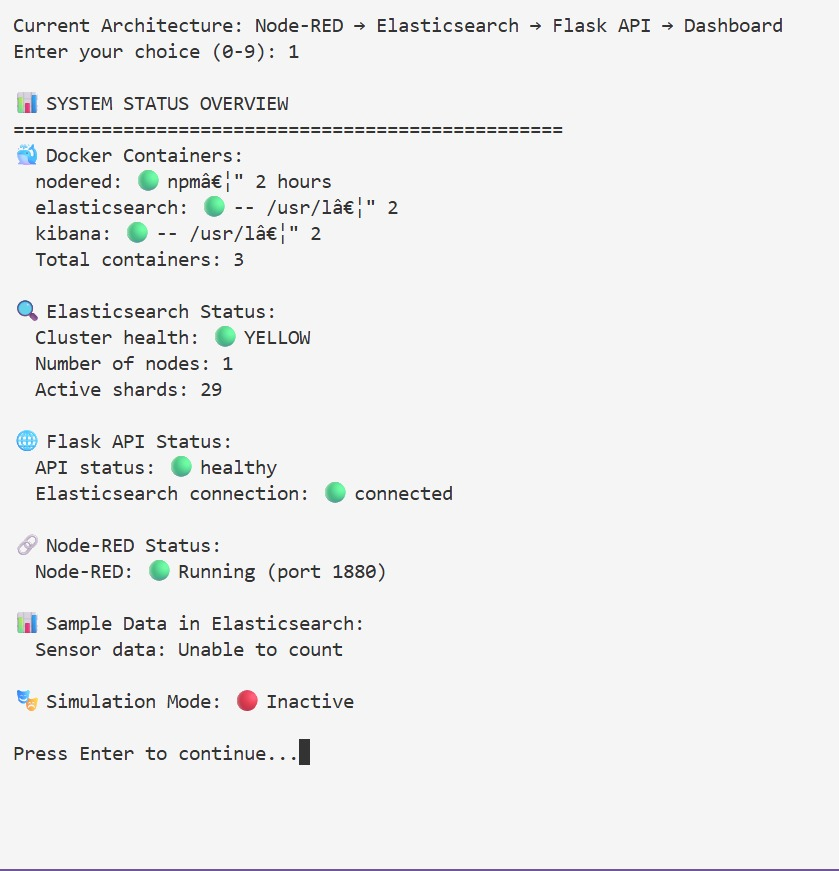 Current Architecture: Node-RED → Elasticsearch → Flask API → Dashboard
Enter your choice (0-9): 1
📊 SYSTEM STATUS OVERVIEW
==================================================
🐳 Docker Containers:
nodered: 🟢 npmâ€¦" 2 hours
elasticsearch: 🟢 -- /usr/lâ€¦" 2
kibana: 🟢 -- /usr/lâ€¦" 2
Total containers: 3
🔍 Elasticsearch Status:
Cluster health: 🟢 YELLOW
Number of nodes: 1
Active shards: 29
🌐 Flask API Status:
API status: 🟢 healthy
Elasticsearch connection: 🟢 connected
🔗 Node-RED Status:
Node-RED: 🟢 Running (port 1880)
📊 Sample Data in Elasticsearch:
Sensor data: Unable to count
🎭 Simulation Mode: 🔴 Inactive
Press Enter to continue...